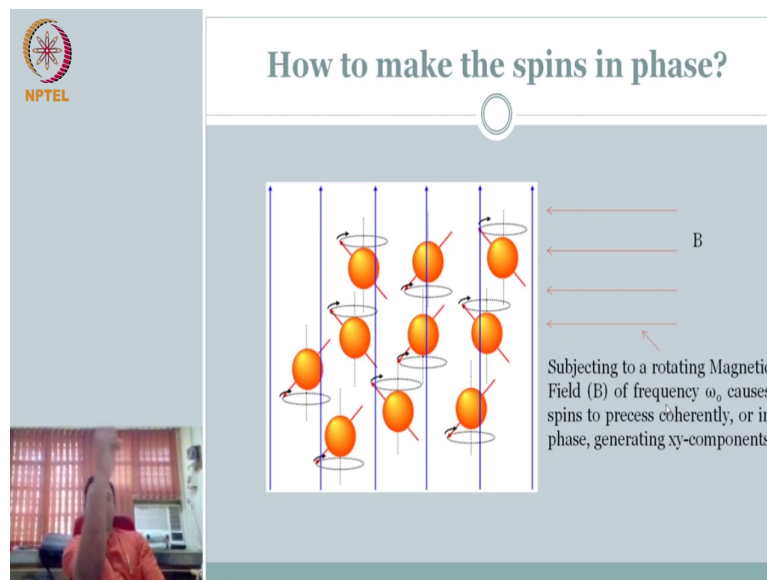 NPTEL
How to make the spins in phase?
B
Subjecting to a rotating Magnetic
Field (B) of frequency ω₀ causes
spins to precess coherently, or in
phase, generating xy-components